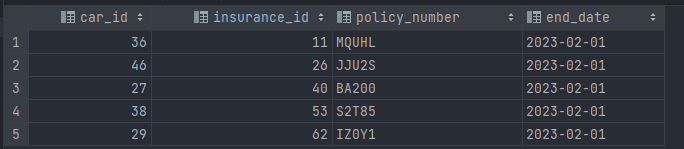 car_id insurance_id policy_number end_date
1 36 11 MQUHL 2023-02-01
2 46 26 JJU2S 2023-02-01
3 27 40 BA200 2023-02-01
4 38 53 S2T85 2023-02-01
5 29 62 IZ0Y1 2023-02-01